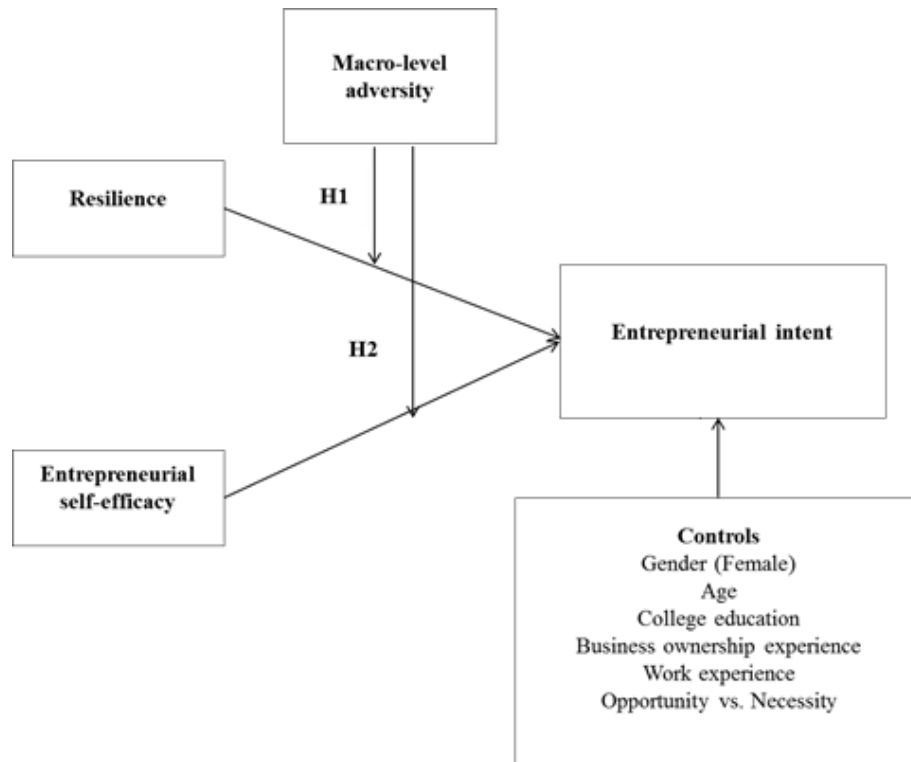 Macro-level
adversity
Resilience
H1
Entrepreneurial intent
H2
Entrepreneurial
self-efficacy
Controls
Gender (Female)
Age
College education
Business ownership experience
Work experience
Opportunity vs. Necessity